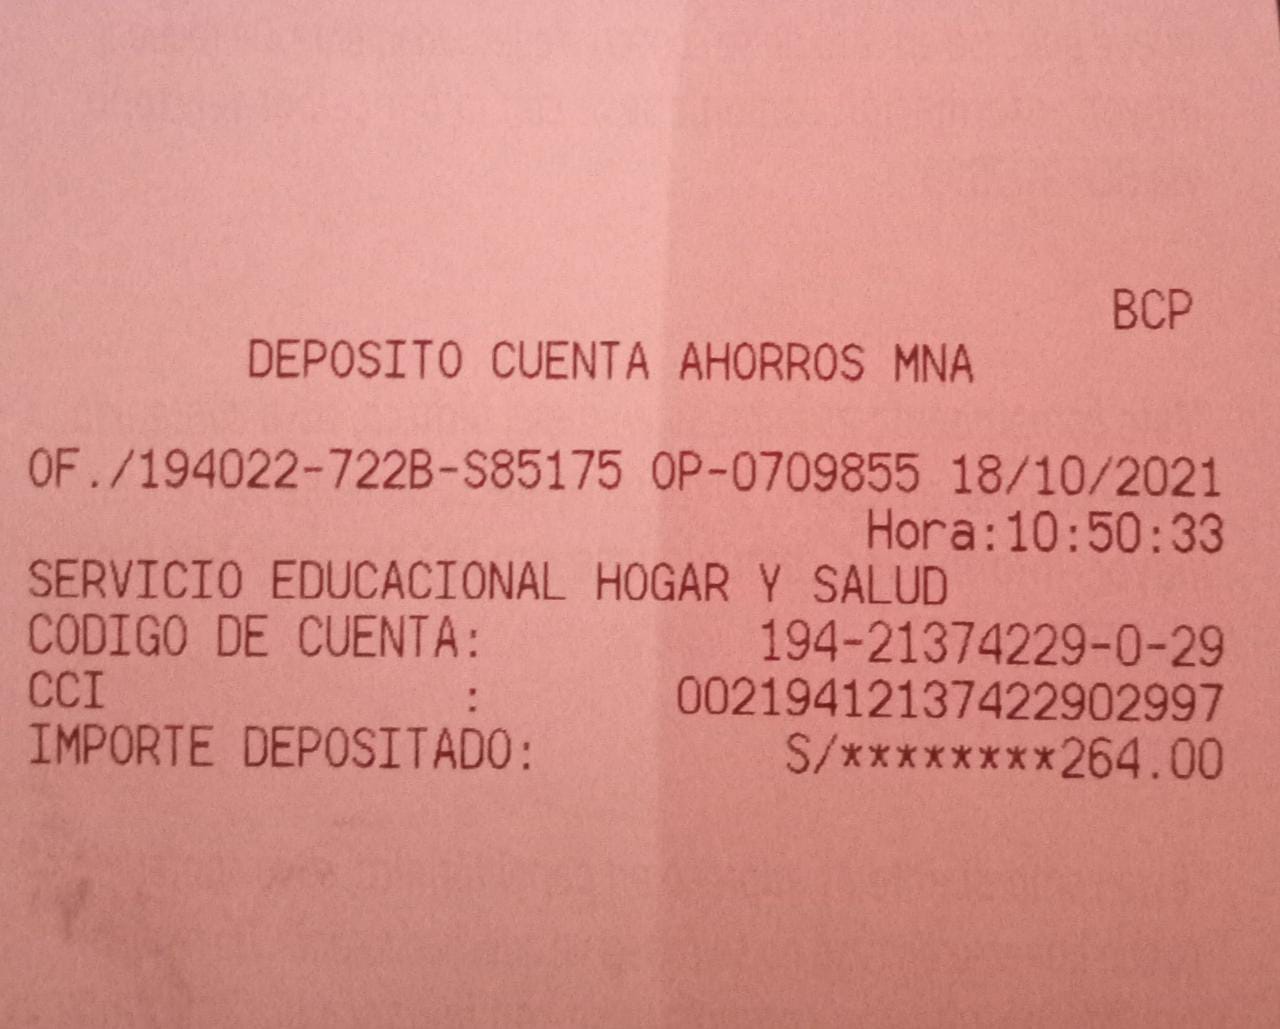 BCP
DEPOSITO CUENTA AHORROS MNA
OF./194022-722B-S85175 OP-0709855 18/10/2021
Hora:10:50:33
SERVICIO EDUCACIONAL HOGAR Y SALUD
CODIGO DE CUENTA: 194-21374229-0-29
CCI : 00219412137422902997
IMPORTE DEPOSITADO: S/********264.00